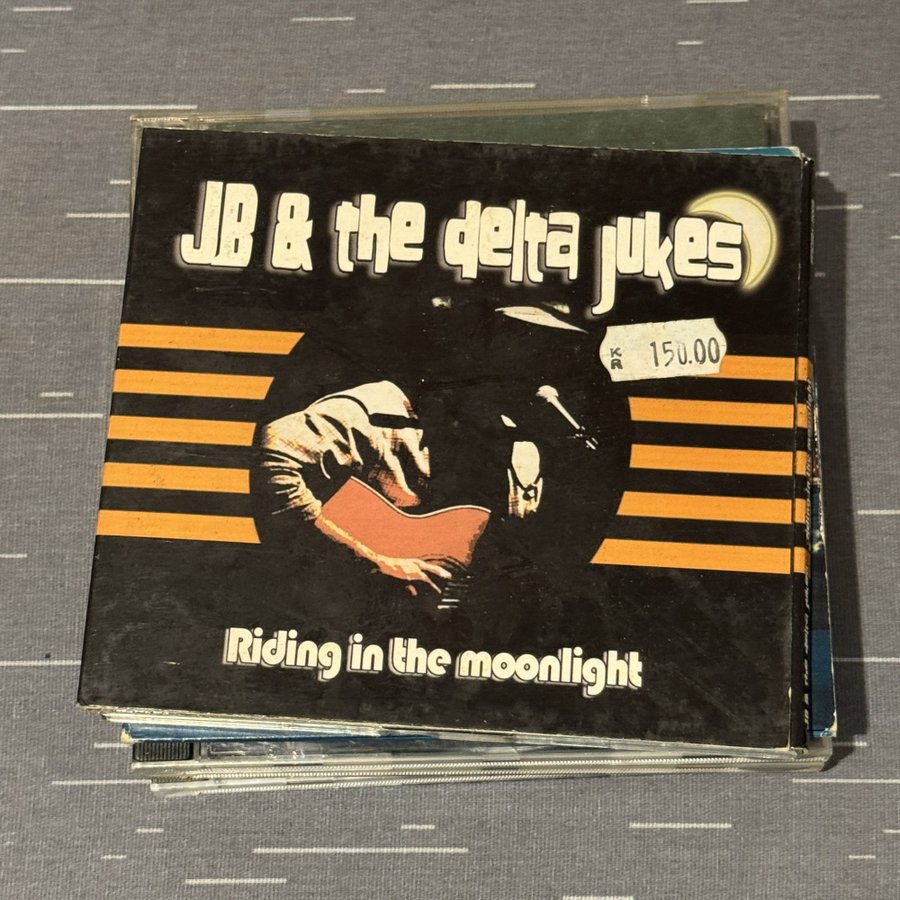 JB & the delta jukes
KR 150.00
Riding in the moonlight